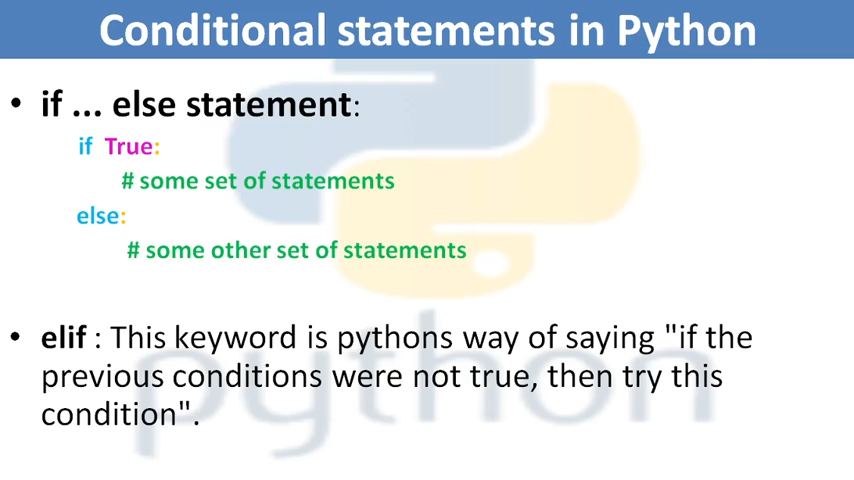 Conditional statements in Python
• if ... else statement:
if True:
# some set of statements
else:
# some other set of statements
• elif : This keyword is pythons way of saying "if the
previous conditions were not true, then try this
condition".
python